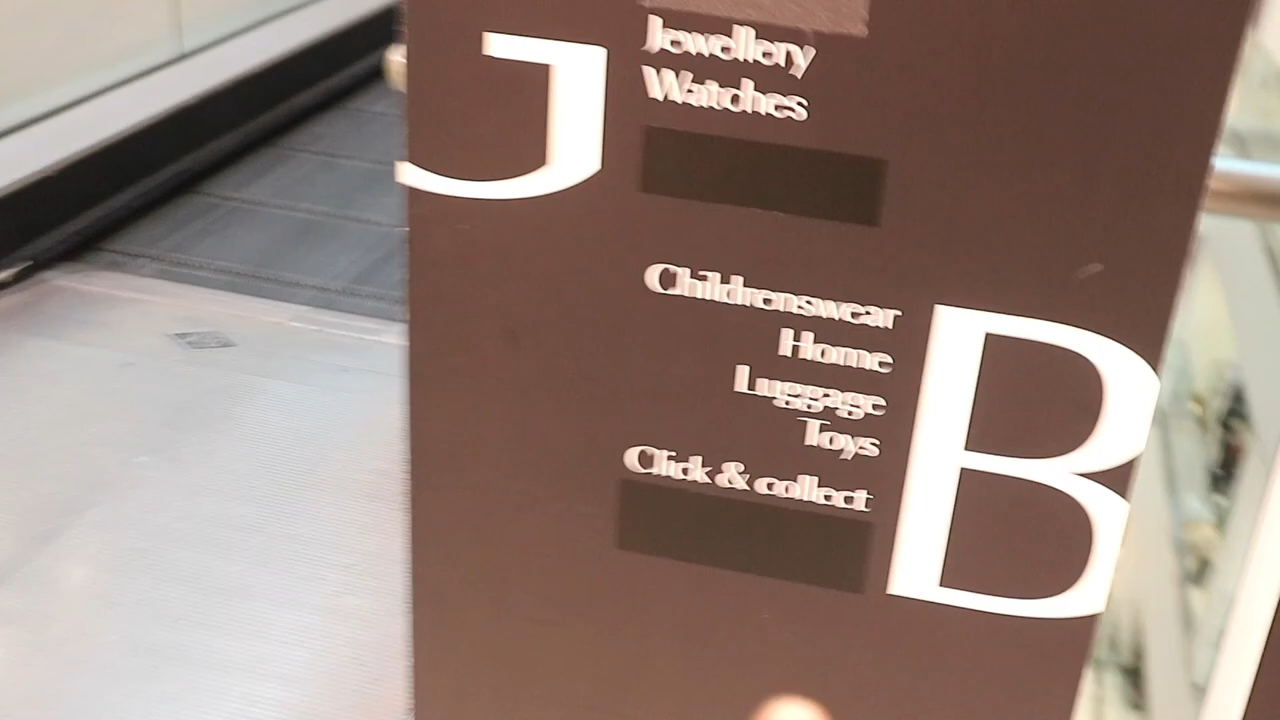 J
Jewellery
Watches
Childrenswear
Home
Luggage
Toys
Click & collect
B